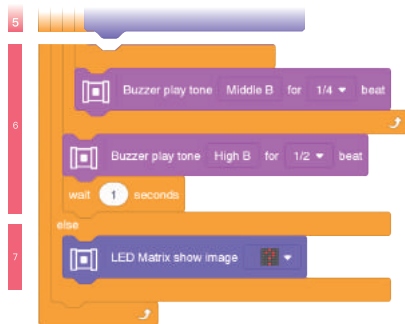 5
6
Buzzer play tone Middle B for 1/4 beat
Buzzer play tone High B for 1/2 beat
wait 1 seconds
else
7
LED Matrix show image